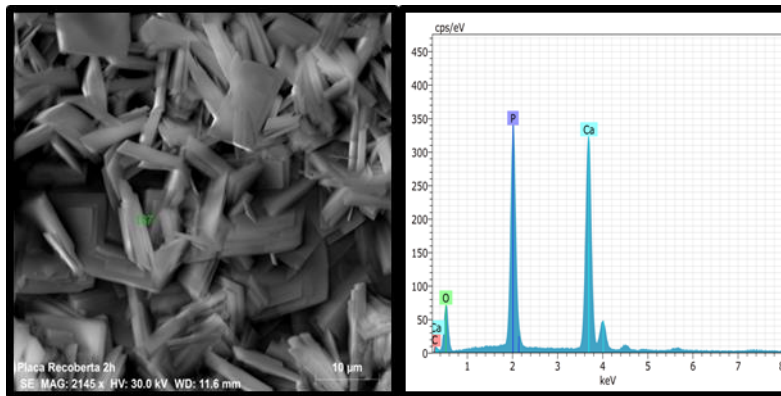 Placa Recoberta 2h
10 µm
SE MAG: 2145 x HV: 30.0 kV WD: 11.6 mm
cps/eV
450
400
350
300
250
200
150
100
50
0
P
Ca
O
Ca
C
1 2 3 4 5 6 7 8
keV